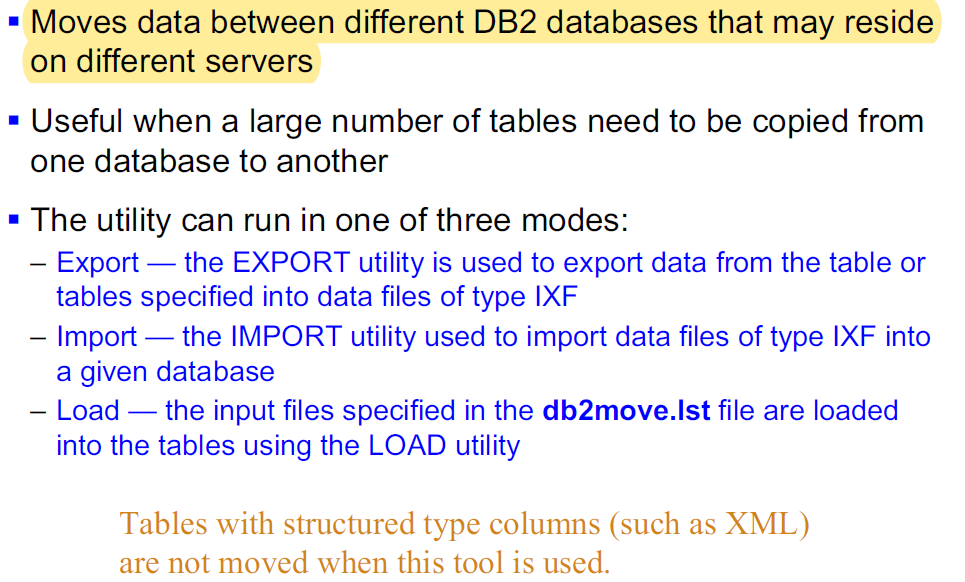 ▪ Moves data between different DB2 databases that may reside
on different servers
▪ Useful when a large number of tables need to be copied from
one database to another
▪ The utility can run in one of three modes:
– Export — the EXPORT utility is used to export data from the table or
tables specified into data files of type IXF
– Import — the IMPORT utility used to import data files of type IXF into
a given database
– Load — the input files specified in the db2move.lst file are loaded
into the tables using the LOAD utility
Tables with structured type columns (such as XML)
are not moved when this tool is used.